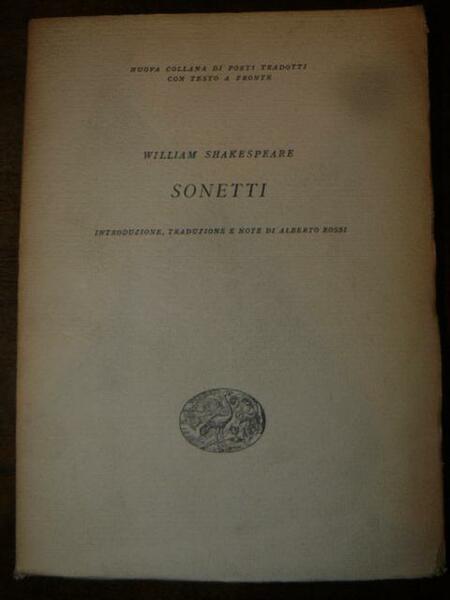 NUOVA COLLANA DI POETI TRADOTTI
CON TESTO A FRONTE
WILLIAM SHAKESPEARE
SONETTI
INTRODUZIONE, TRADUZIONE E NOTE DI ALBERTO ROSSI